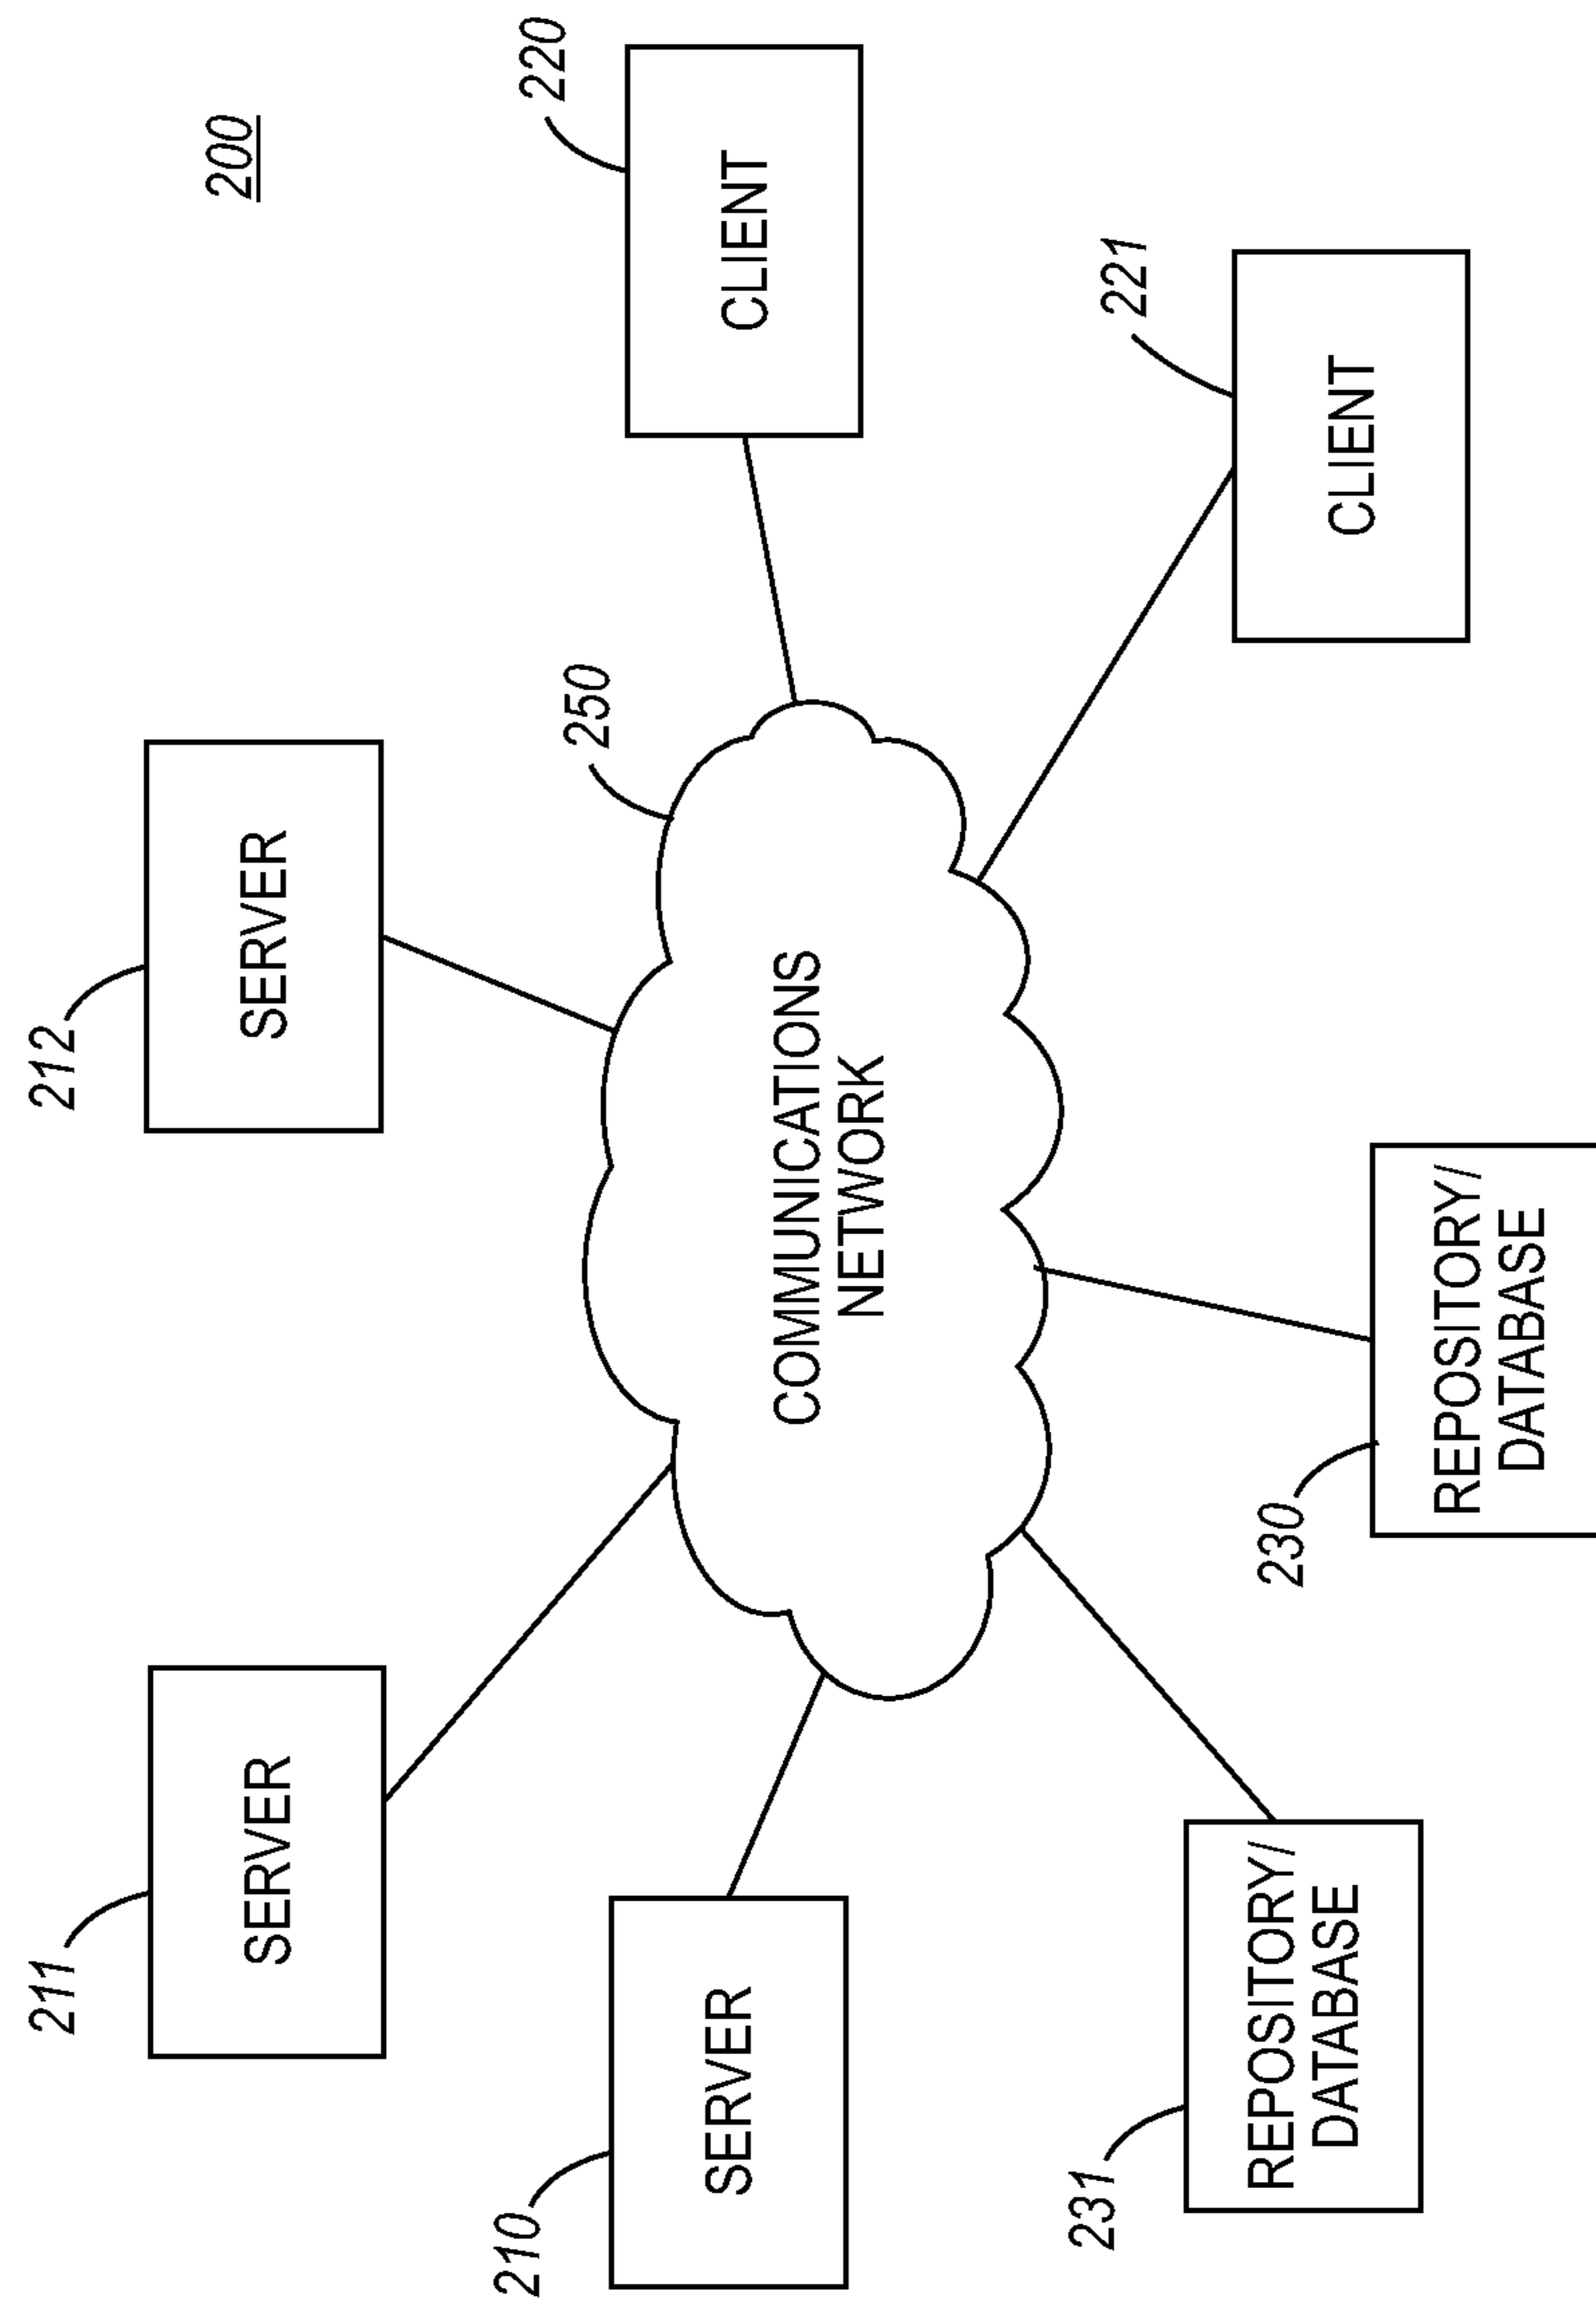 200
211
SERVER
212
SERVER
210
SERVER
250
220
CLIENT
COMMUNICATIONS
NETWORK
231
REPOSITORY/
DATABASE
221
CLIENT
230
REPOSITORY/
DATABASE